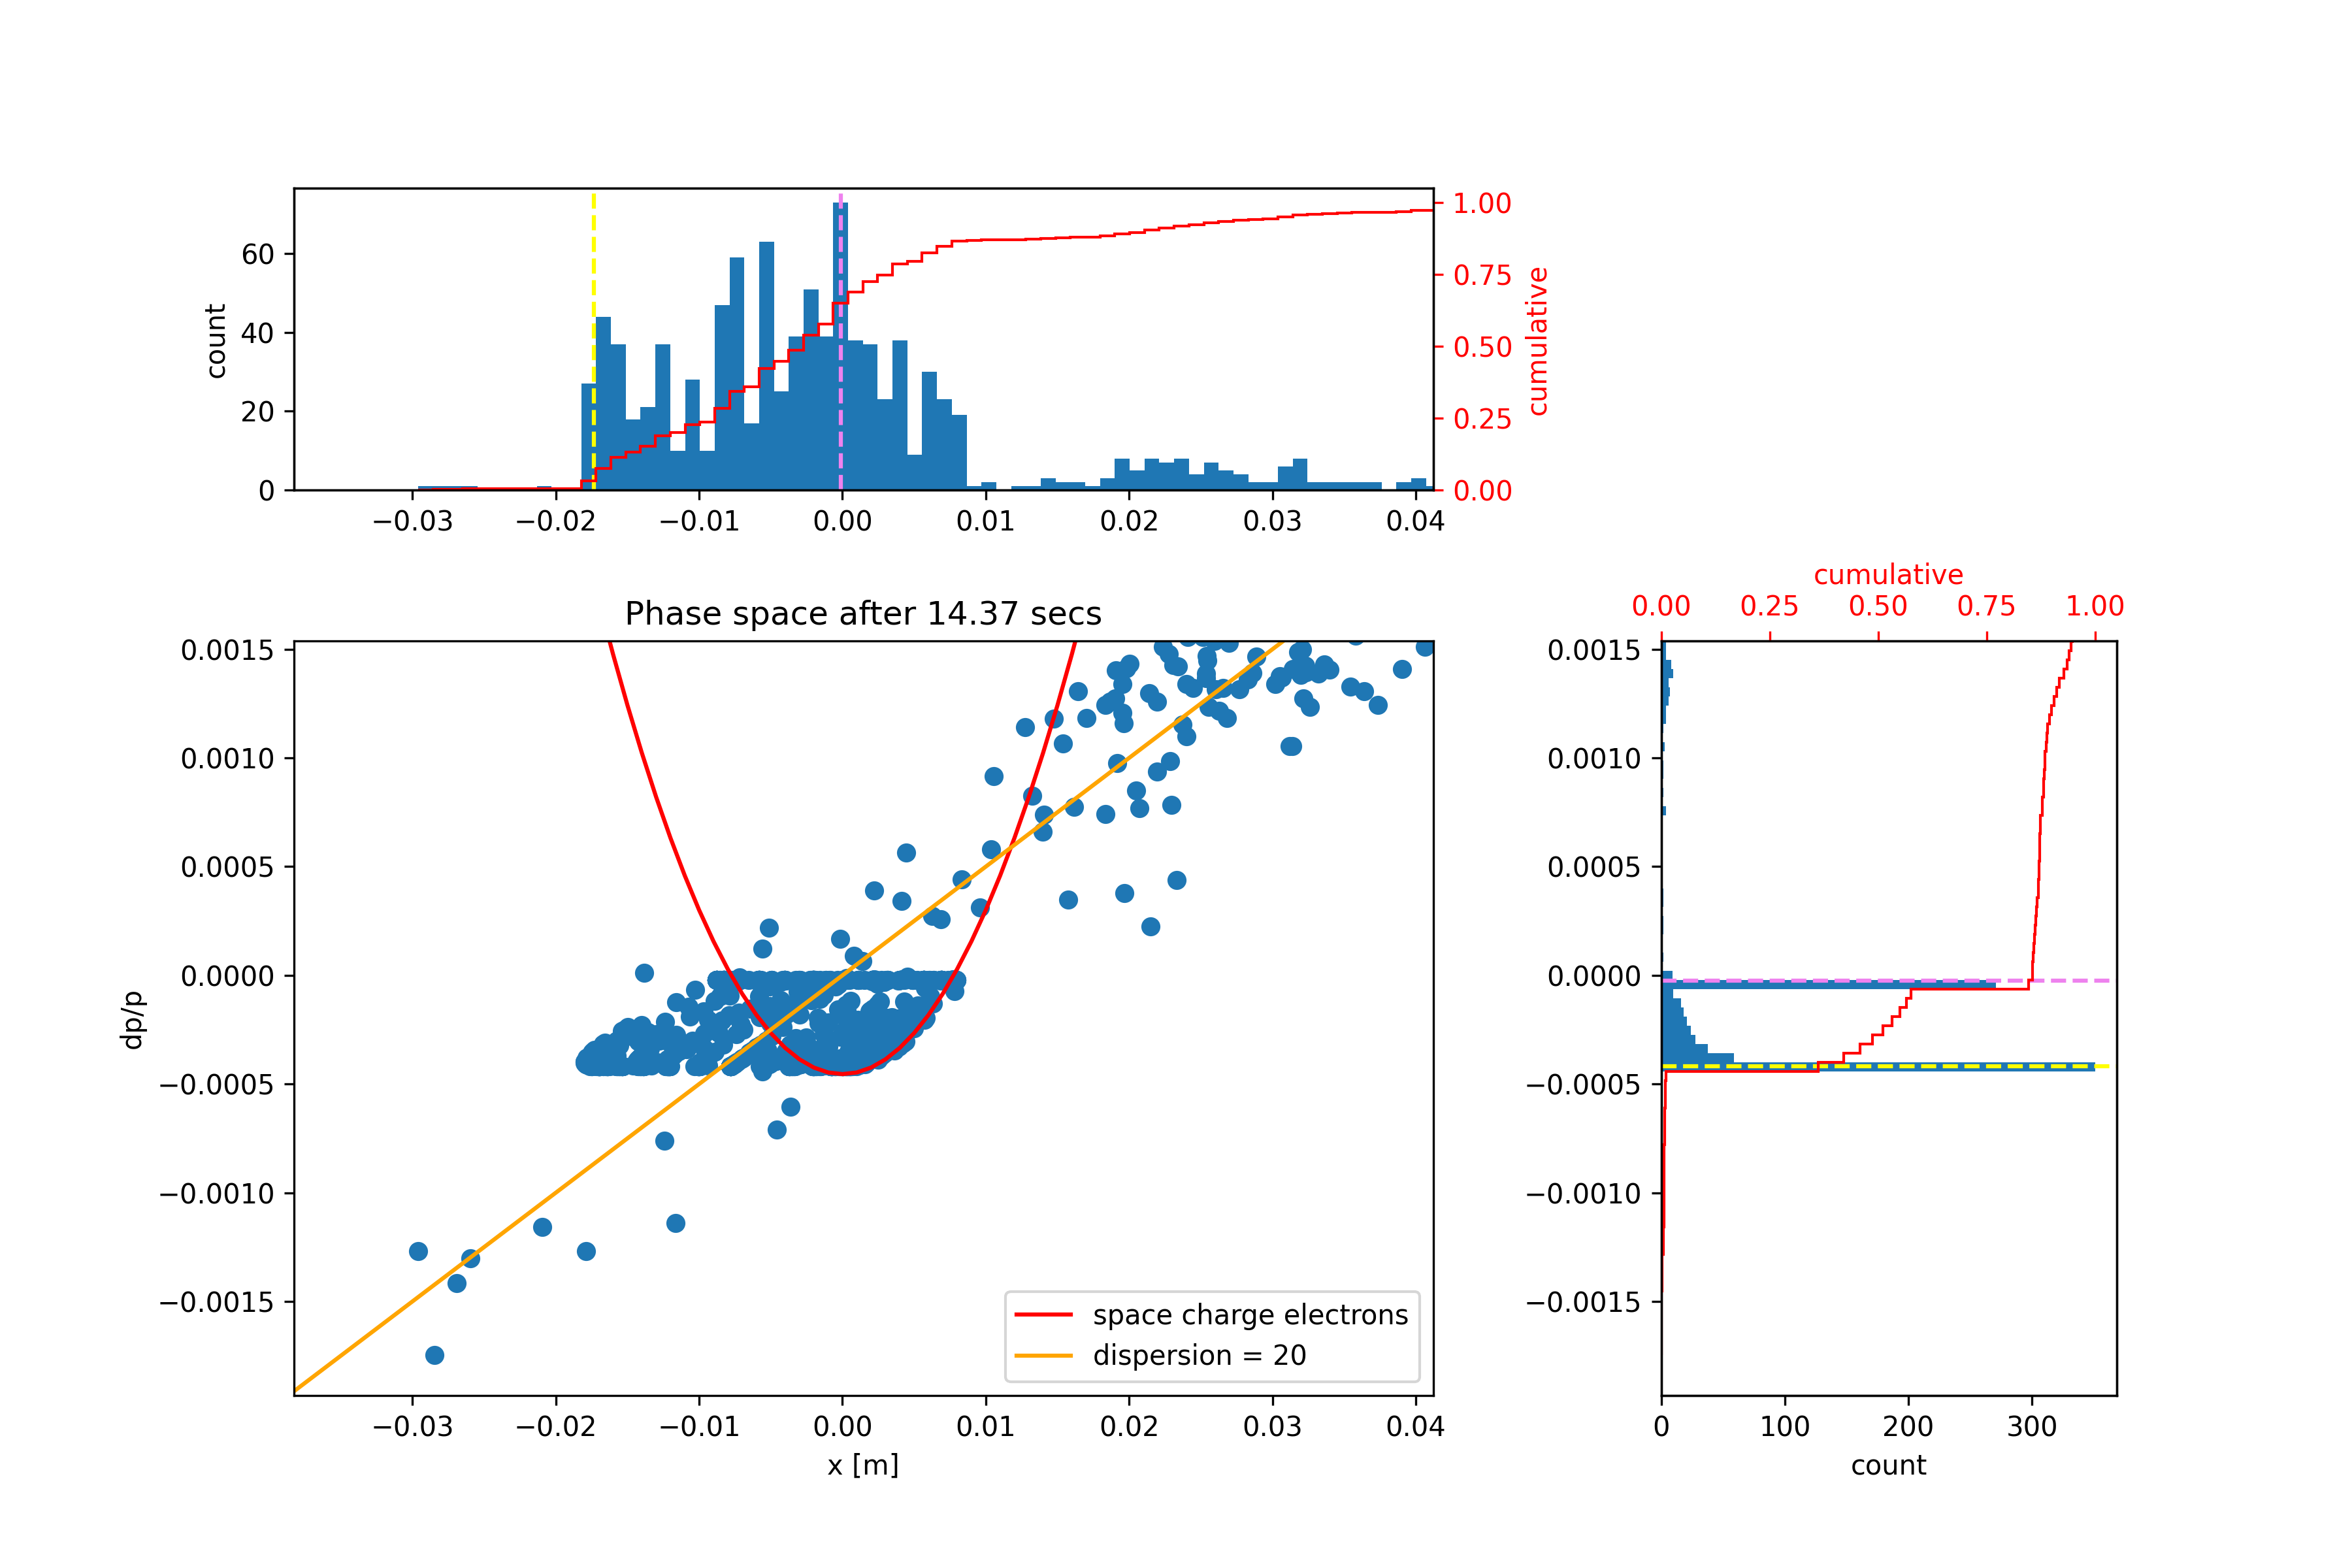 60
40
20
0
count
1.00
0.75
0.50
0.25
0.00
cumulative
−0.03 −0.02 −0.01 0.00 0.01 0.02 0.03 0.04
Phase space after 14.37 secs
0.0015
0.0010
0.0005
0.0000
−0.0005
−0.0010
−0.0015
dp/p
space charge electrons
dispersion = 20
−0.03 −0.02 −0.01 0.00 0.01 0.02 0.03 0.04
x [m]
cumulative
0.00 0.25 0.50 0.75 1.00
0.0015
0.0010
0.0005
0.0000
−0.0005
−0.0010
−0.0015
0 100 200 300
count